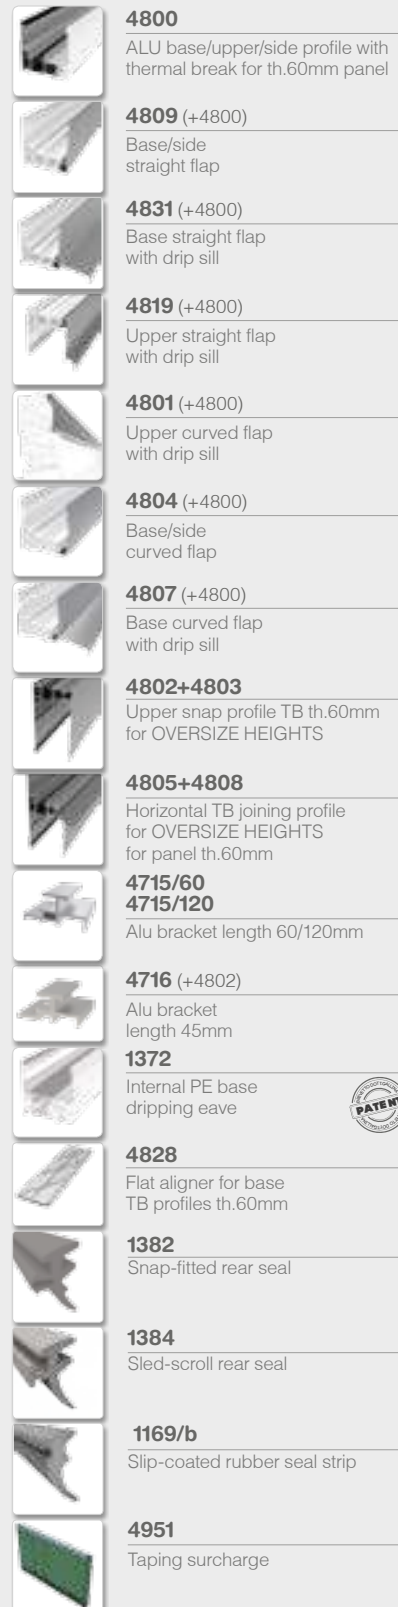 4800
ALU base/upper/side profile with
thermal break for th.60mm panel
4809 (+4800)
Base/side
straight flap
4831 (+4800)
Base straight flap
with drip sill
4819 (+4800)
Upper straight flap
with drip sill
4801 (+4800)
Upper curved flap
with drip sill
4804 (+4800)
Base/side
curved flap
4807 (+4800)
Base curved flap
with drip sill
4802+4803
Upper snap profile TB th.60mm
for OVERSIZE HEIGHTS
4805+4808
Horizontal TB joining profile
for OVERSIZE HEIGHTS
for panel th.60mm
4715/60
4715/120
Alu bracket length 60/120mm
4716 (+4802)
Alu bracket
length 45mm
1372
Internal PE base
dripping eave
PATENT
4828
Flat aligner for base
TB profiles th.60mm
1382
Snap-fitted rear seal
1384
Sled-scroll rear seal
1169/b
Slip-coated rubber seal strip
4951
Taping surcharge